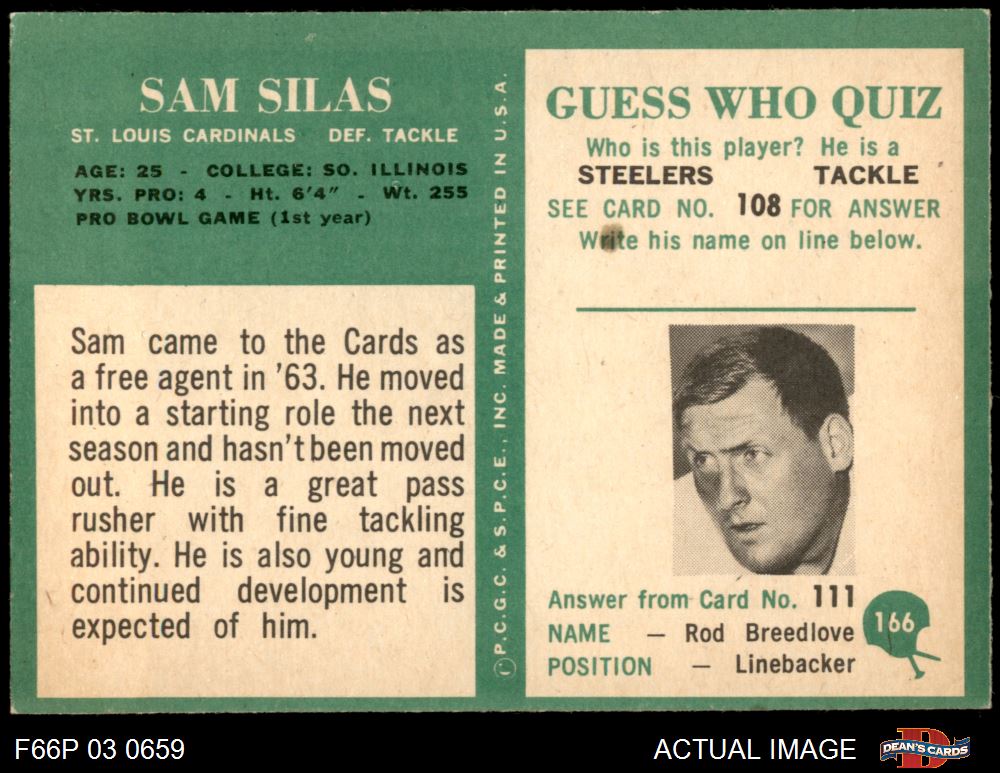 SAM SILAS
ST. LOUIS CARDINALS DEF. TACKLE
AGE: 25 - COLLEGE: SO. ILLINOIS
YRS. PRO: 4 - Ht. 6'4" - Wt. 255
PRO BOWL GAME (1st year)
Sam came to the Cards as
a free agent in '63. He moved
into a starting role the next
season and hasn't been moved
out. He is a great pass
rusher with fine tackling
ability. He is also young and
continued development is
expected of him.
Ⓟ P.C.G.C. & S.P.C.E., INC. MADE & PRINTED IN U.S.A.
GUESS WHO QUIZ
Who is this player? He is a
STEELERS TACKLE
SEE CARD NO. 108 FOR ANSWER
Write his name on line below.
Answer from Card No. 111
NAME — Rod Breedlove
POSITION — Linebacker
166
F66P 03 0659
ACTUAL IMAGE
DEAN'S CARDS